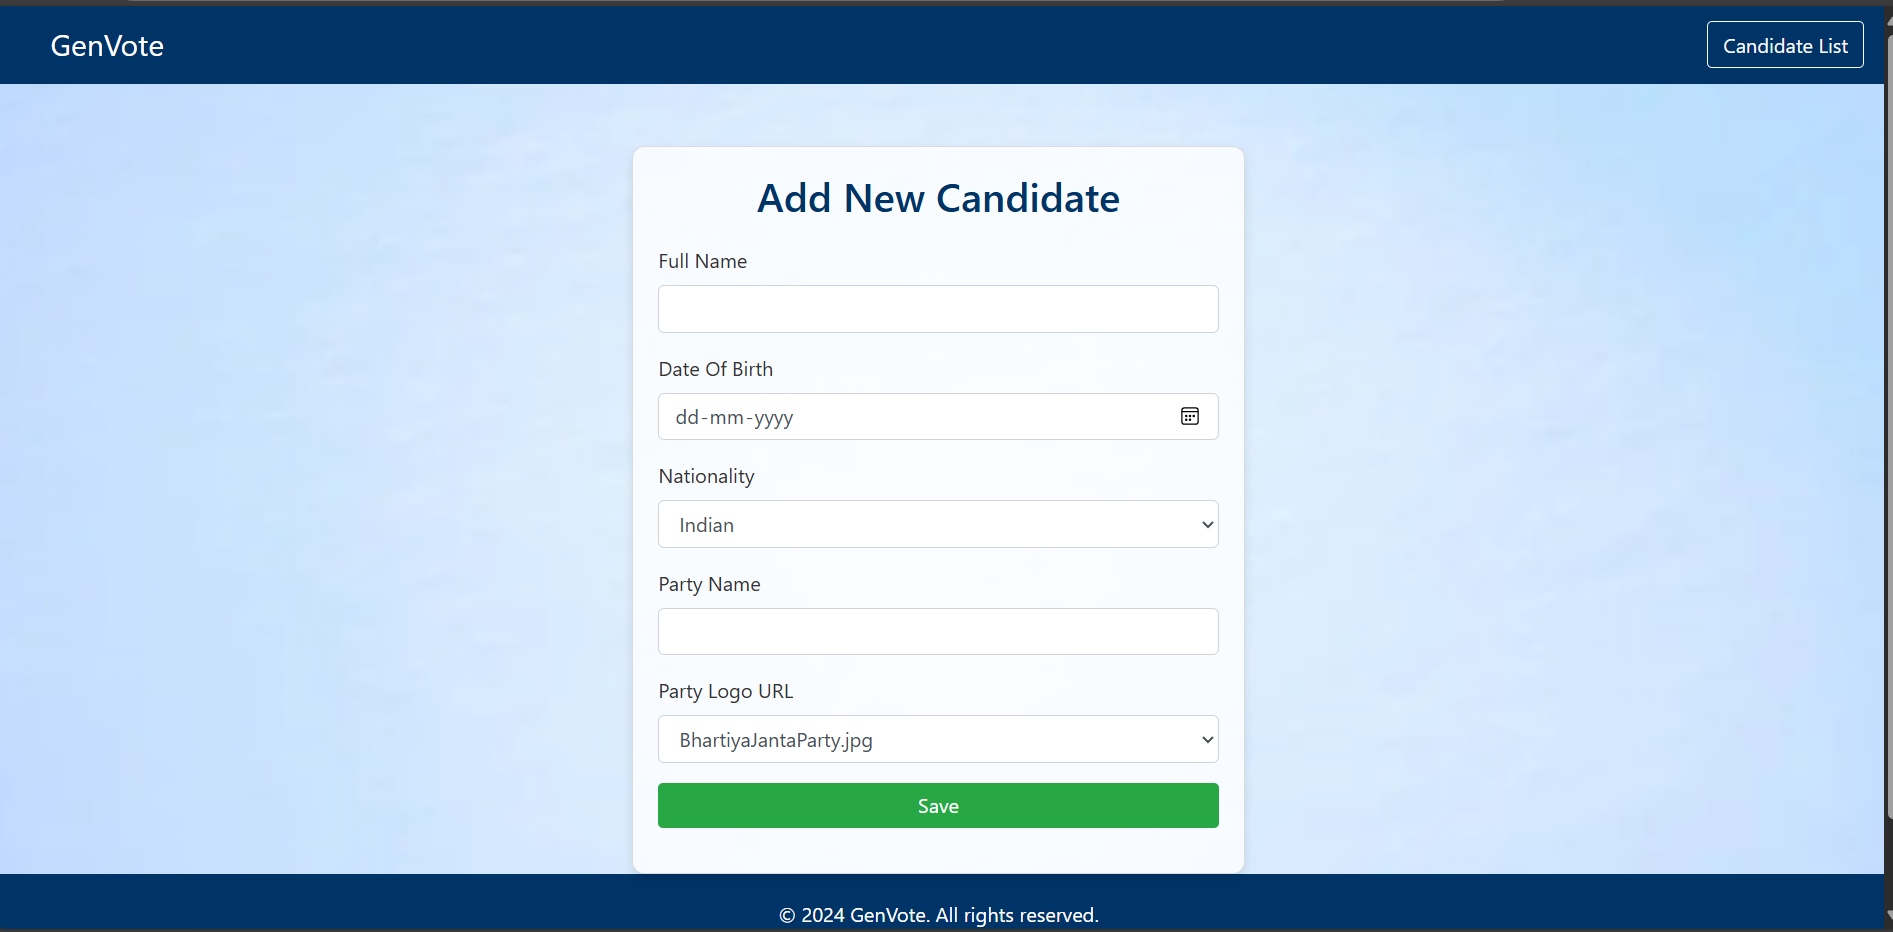 GenVote
Candidate List
Add New Candidate
Full Name
Date Of Birth
dd-mm-yyyy
Nationality
Indian
Party Name
Party Logo URL
BhartiyaJantaParty.jpg
Save
© 2024 GenVote. All rights reserved.